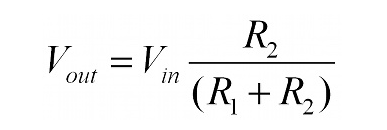 V_out = V_in R_2 / (R_1 + R_2)